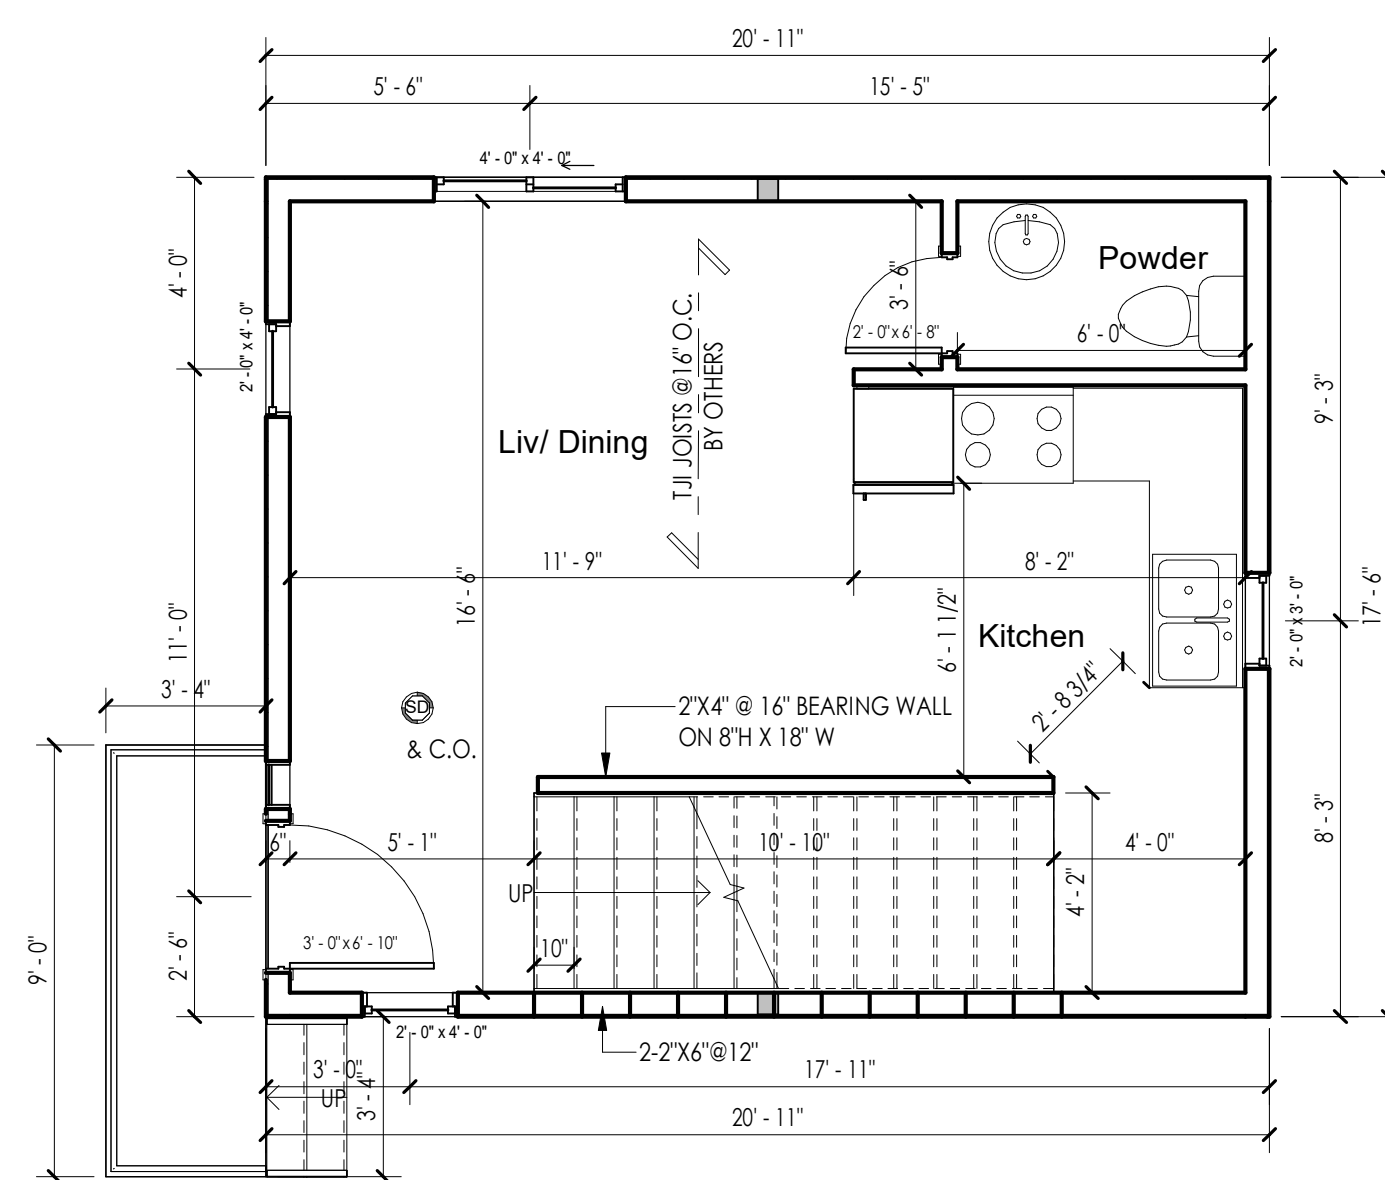 20' - 11"
5' - 6"
15' - 5"
4' - 0" x 4' - 0"
4' - 0"
2' - 0" x 4' - 0"
3' - 6"
Powder
2' - 0" x 6' - 8"
6' - 0"
TJI JOISTS @16" O.C.
BY OTHERS
9' - 3"
Liv/ Dining
11' - 9"
8' - 2"
16' - 6"
6' - 1 1/2"
Kitchen
2' - 0" x 3' - 0"
17' - 6"
11' - 0"
3' - 4"
SD
& C.O.
2"X4" @ 16" BEARING WALL
ON 8"H X 18" W
2' - 8 3/4"
8' - 3"
6"
5' - 1"
10' - 10"
4' - 0"
UP
4' - 2"
9' - 0"
2' - 6"
3' - 0" x 6' - 10"
10"
2' - 0" x 4' - 0"
2-2"X6"@12"
3' - 0"
17' - 11"
UP
3' - 4"
20' - 11"